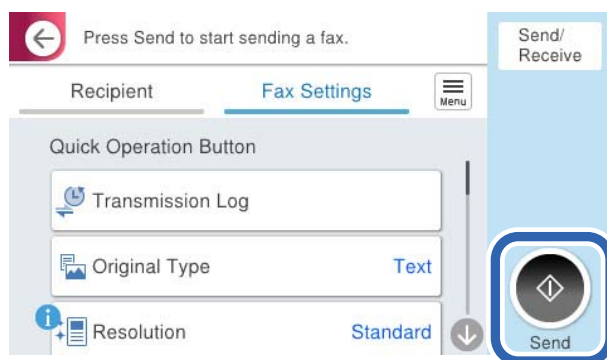 Press Send to start sending a fax.
Send/
Receive
Recipient
Fax Settings
Menu
Quick Operation Button
Transmission Log
Original Type
Text
Resolution
Standard
Send